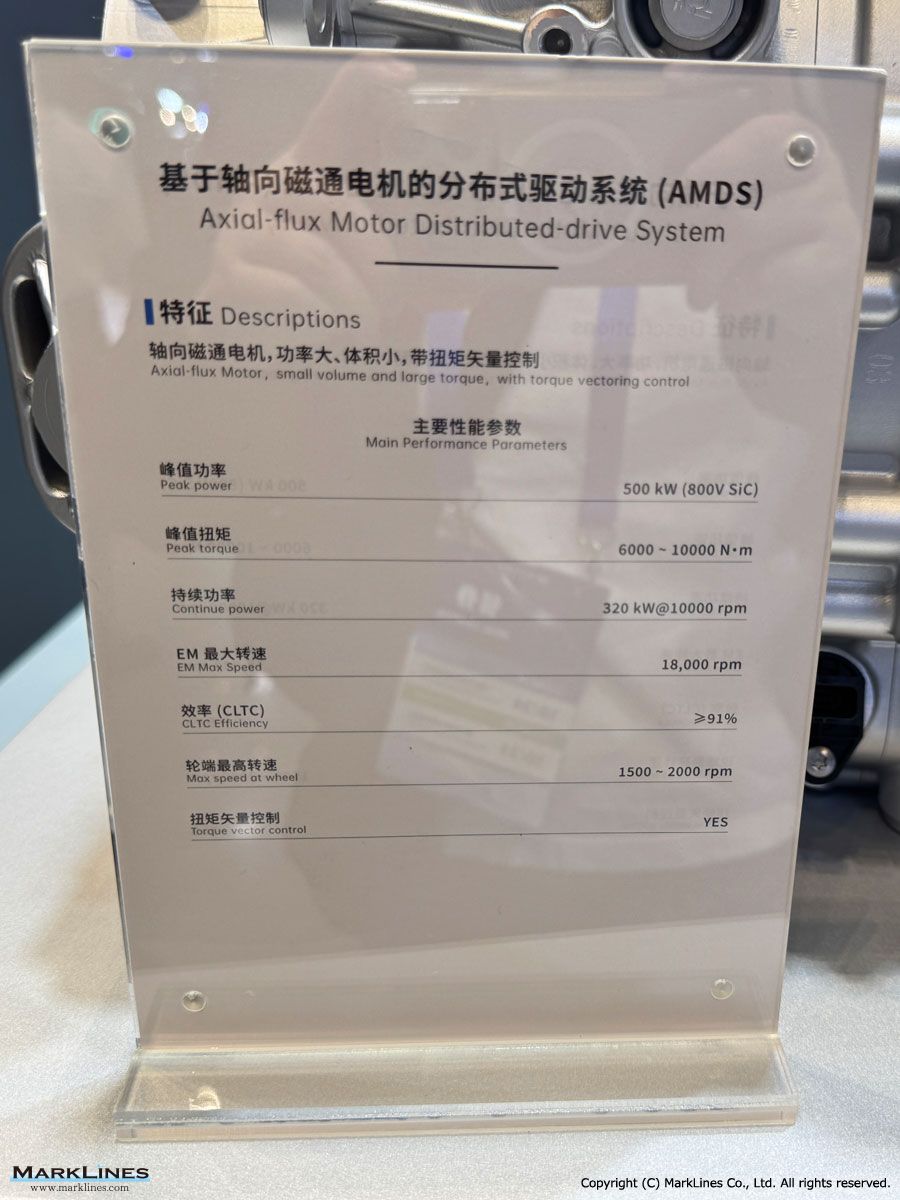 基于轴向磁通电机的分布式驱动系统 (AMDS)
Axial-flux Motor Distributed-drive System
特征 Descriptions
轴向磁通电机，功率大、体积小，带扭矩矢量控制
Axial-flux Motor, small volume and large torque, with torque vectoring control
主要性能参数
Main Performance Parameters
峰值功率
Peak power
500 kW (800V SiC)
峰值扭矩
Peak torque
6000 ~ 10000 N·m
持续功率
Continue power
320 kW@10000 rpm
EM 最大转速
EM Max Speed
18,000 rpm
效率 (CLTC)
CLTC Efficiency
≥91%
轮端最高转速
Max speed at wheel
1500 ~ 2000 rpm
扭矩矢量控制
Torque vector control
YES
MARKLINES
www.marklines.com
Copyright (C) MarkLines Co., Ltd. All rights reserved.